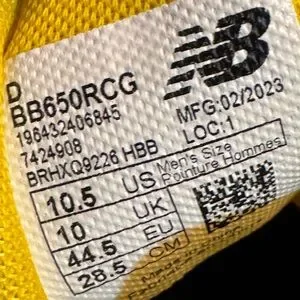 D
BB650RCG
196432406845
7424908
BRHXQ9226 HBB
NB
MFG:02/2023
LOC:1
10.5 US Men's Size
10 UK Pointure Hommes
44.5 EU
28.5 CM